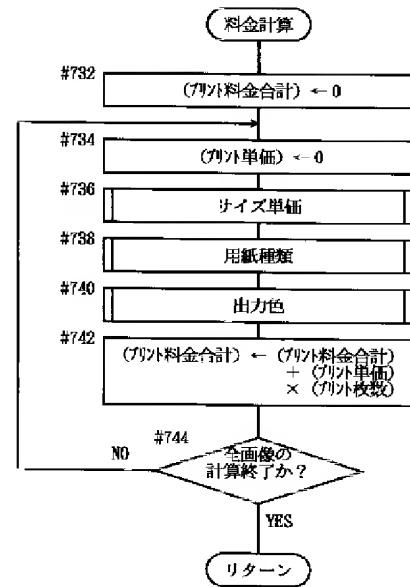 料金計算
#732
(プリント料金合計) ← 0
#734
(プリント単価) ← 0
#736
サイズ単価
#738
用紙種類
#740
出力色
#742
(プリント料金合計) ← (プリント料金合計)
+ (プリント単価)
× (プリント枚数)
#744
全画像の
計算終了か?
NO
YES
リターン